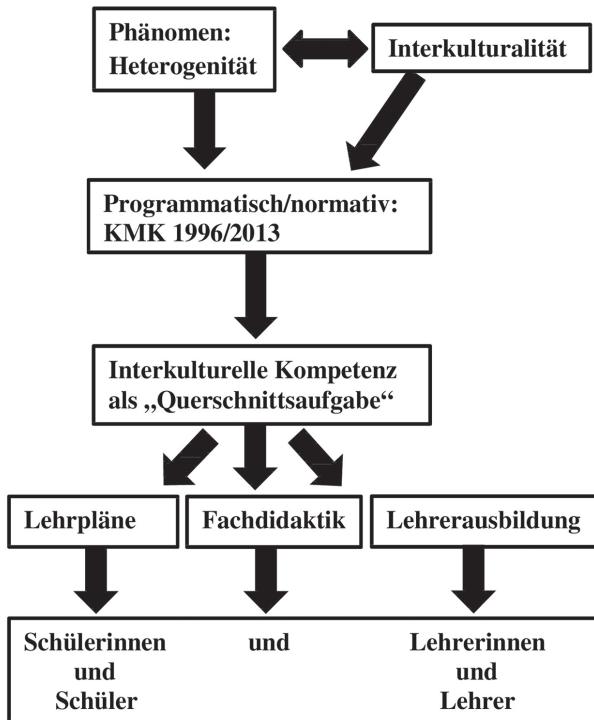 Phänomen:
Heterogenität
Interkulturalität
Programmatisch/normativ:
KMK 1996/2013
Interkulturelle Kompetenz
als „Querschnittsaufgabe“
Lehrpläne
Fachdidaktik
Lehrerausbildung
Schülerinnen und Lehrerinnen
und und
Schüler Lehrer